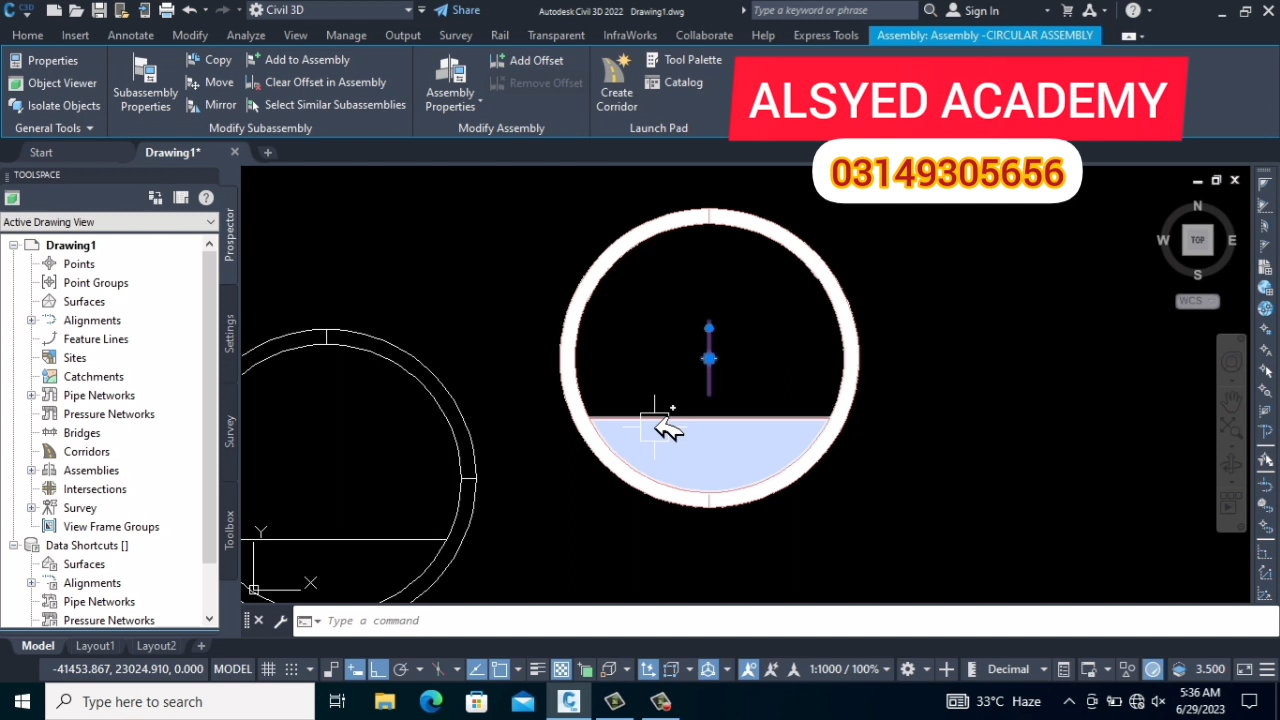 C3D
Civil 3D
Share
Autodesk Civil 3D 2022 Drawing1.dwg
Type a keyword or phrase
Sign In
Home Insert Annotate Modify Analyze View Manage Output Survey Rail Transparent InfraWorks Collaborate Help Express Tools Assembly: Assembly -CIRCULAR ASSEMBLY
Properties
Object Viewer
Isolate Objects
General Tools
Subassembly Properties
Copy
Move
Mirror
Add to Assembly
Clear Offset in Assembly
Select Similar Subassemblies
Modify Subassembly
Assembly Properties
Add Offset
Remove Offset
Modify Assembly
Create Corridor
Tool Palette
Catalog
Launch Pad
ALSYED ACADEMY
03149305656
Start
Drawing1*
TOOLSPACE
Active Drawing View
Drawing1
Points
Point Groups
Surfaces
Alignments
Feature Lines
Sites
Catchments
Pipe Networks
Pressure Networks
Bridges
Corridors
Assemblies
Intersections
Survey
View Frame Groups
Data Shortcuts []
Surfaces
Alignments
Pipe Networks
Pressure Networks
Prospector
Settings
Survey
Toolbox
N
W TOP E
S
WCS
Y
X
Type a command
Model Layout1 Layout2
-41453.867, 23024.910, 0.000 MODEL
1:1000 / 100%
Decimal
3.500
Type here to search
33°C Haze
5:36 AM
6/29/2023